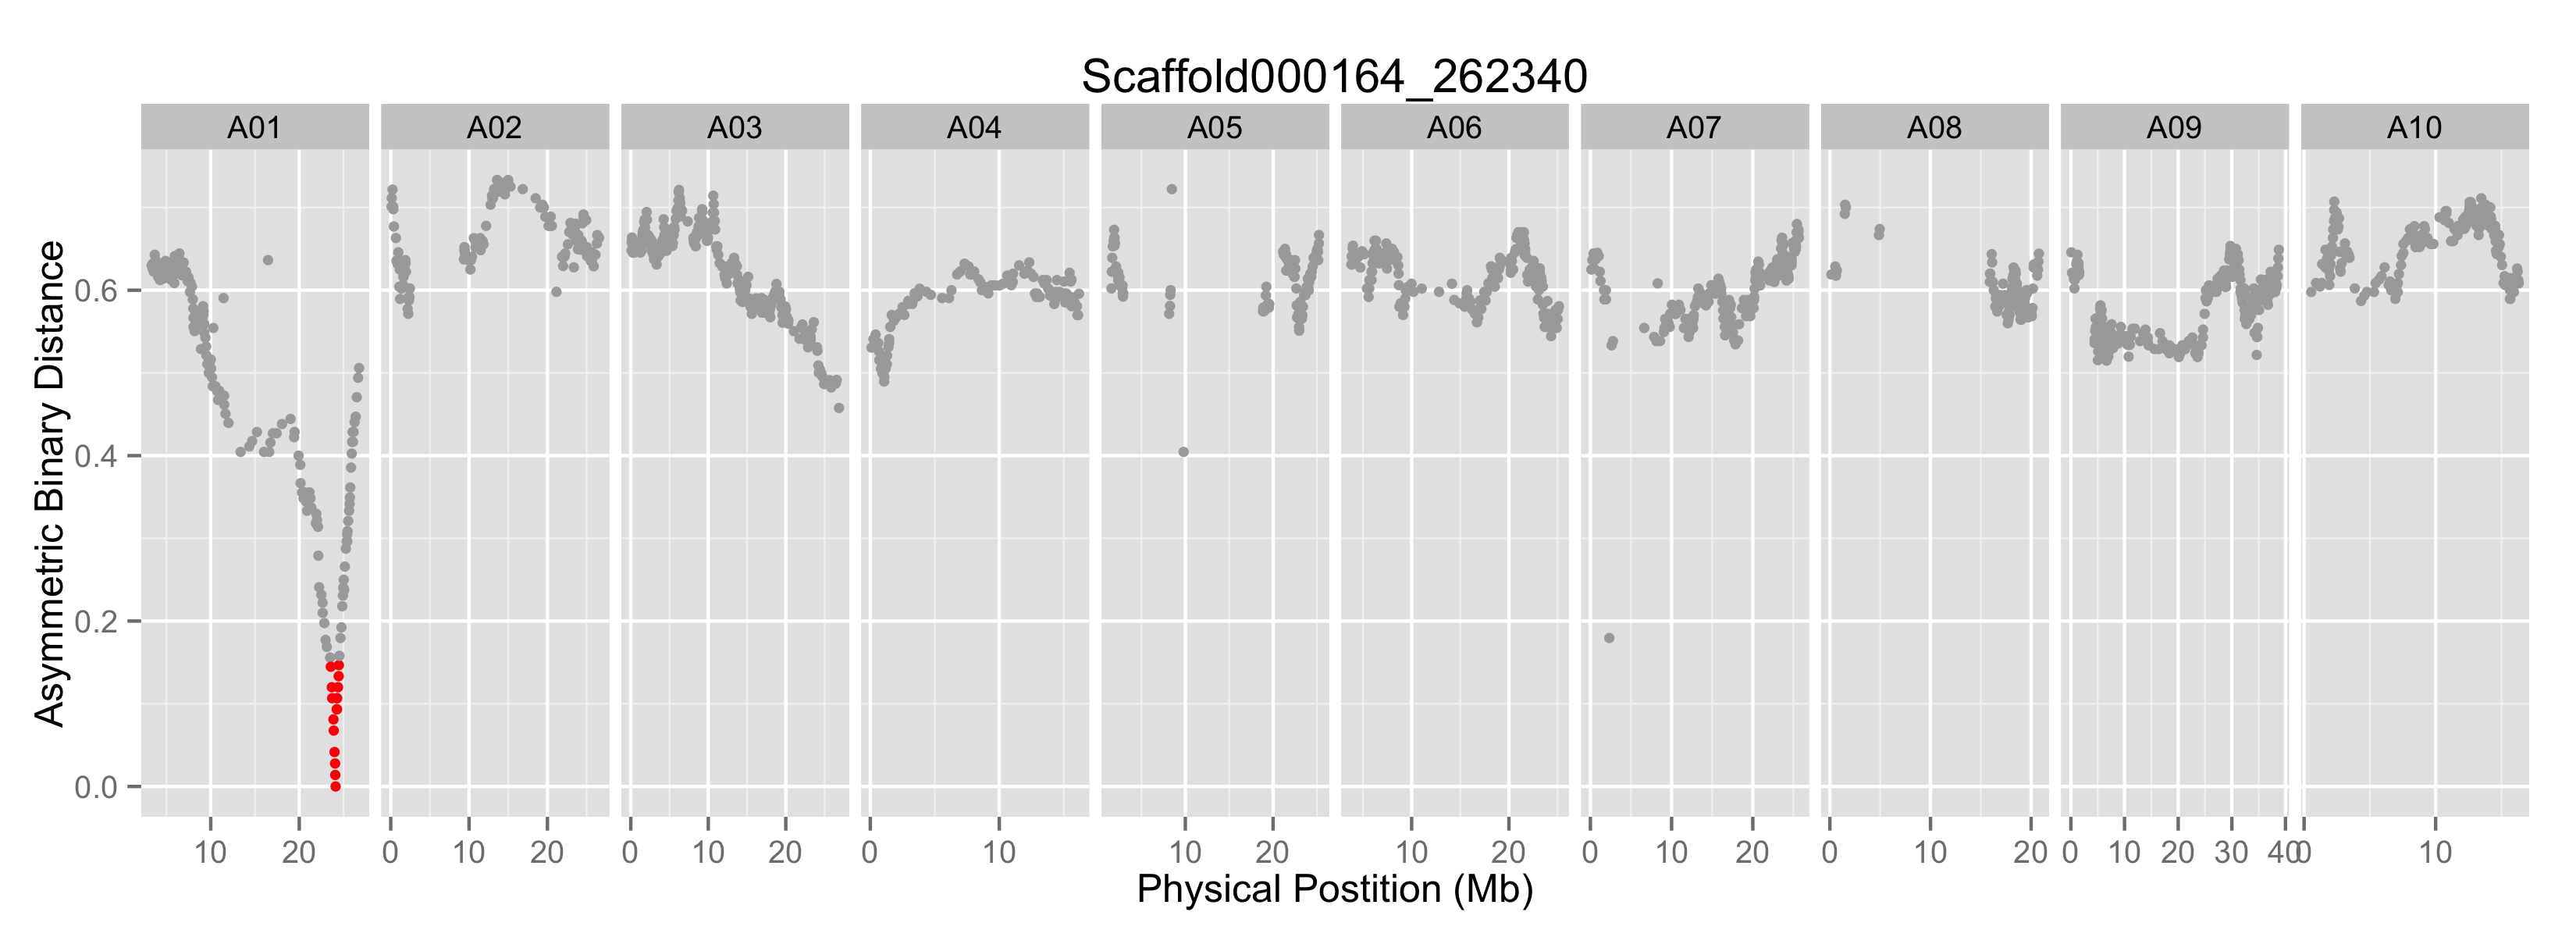 Scaffold000164_262340
A01 A02 A03 A04 A05 A06 A07 A08 A09 A10
Asymmetric Binary Distance
0.6
0.4
0.2
0.0
10 20 0 10 20 0 10 20 0 10 10 20 10 20 0 10 20 0 10 20 0 10 20 30 40 0 10
Physical Postition (Mb)